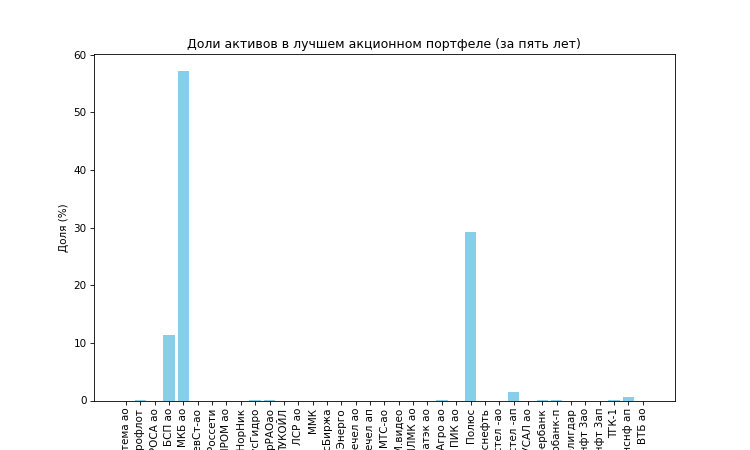 Доли активов в лучшем акционном портфеле (за пять лет)
60
50
40
30
20
10
0
Доля (%)
тема ао
рофлот
РОСА ао
БСП ао
МКБ ао
евСт-ао
Россети
ПРОМ ао
НорНик
сГидро
рРАОао
ЛУКОЙЛ
ЛСР ао
ММК
сБиржа
Энерго
ечел ао
ечел ап
МТС-ао
М.видео
ЛМК ао
атэк ао
Агро ао
ПИК ао
Полюс
снефть
стел -ао
стел -ап
УСАЛ ао
ербанк
рбанк-п
лигдар
нфт 3ао
нфт 3ап
ТГК-1
нснф ап
ВТБ ао